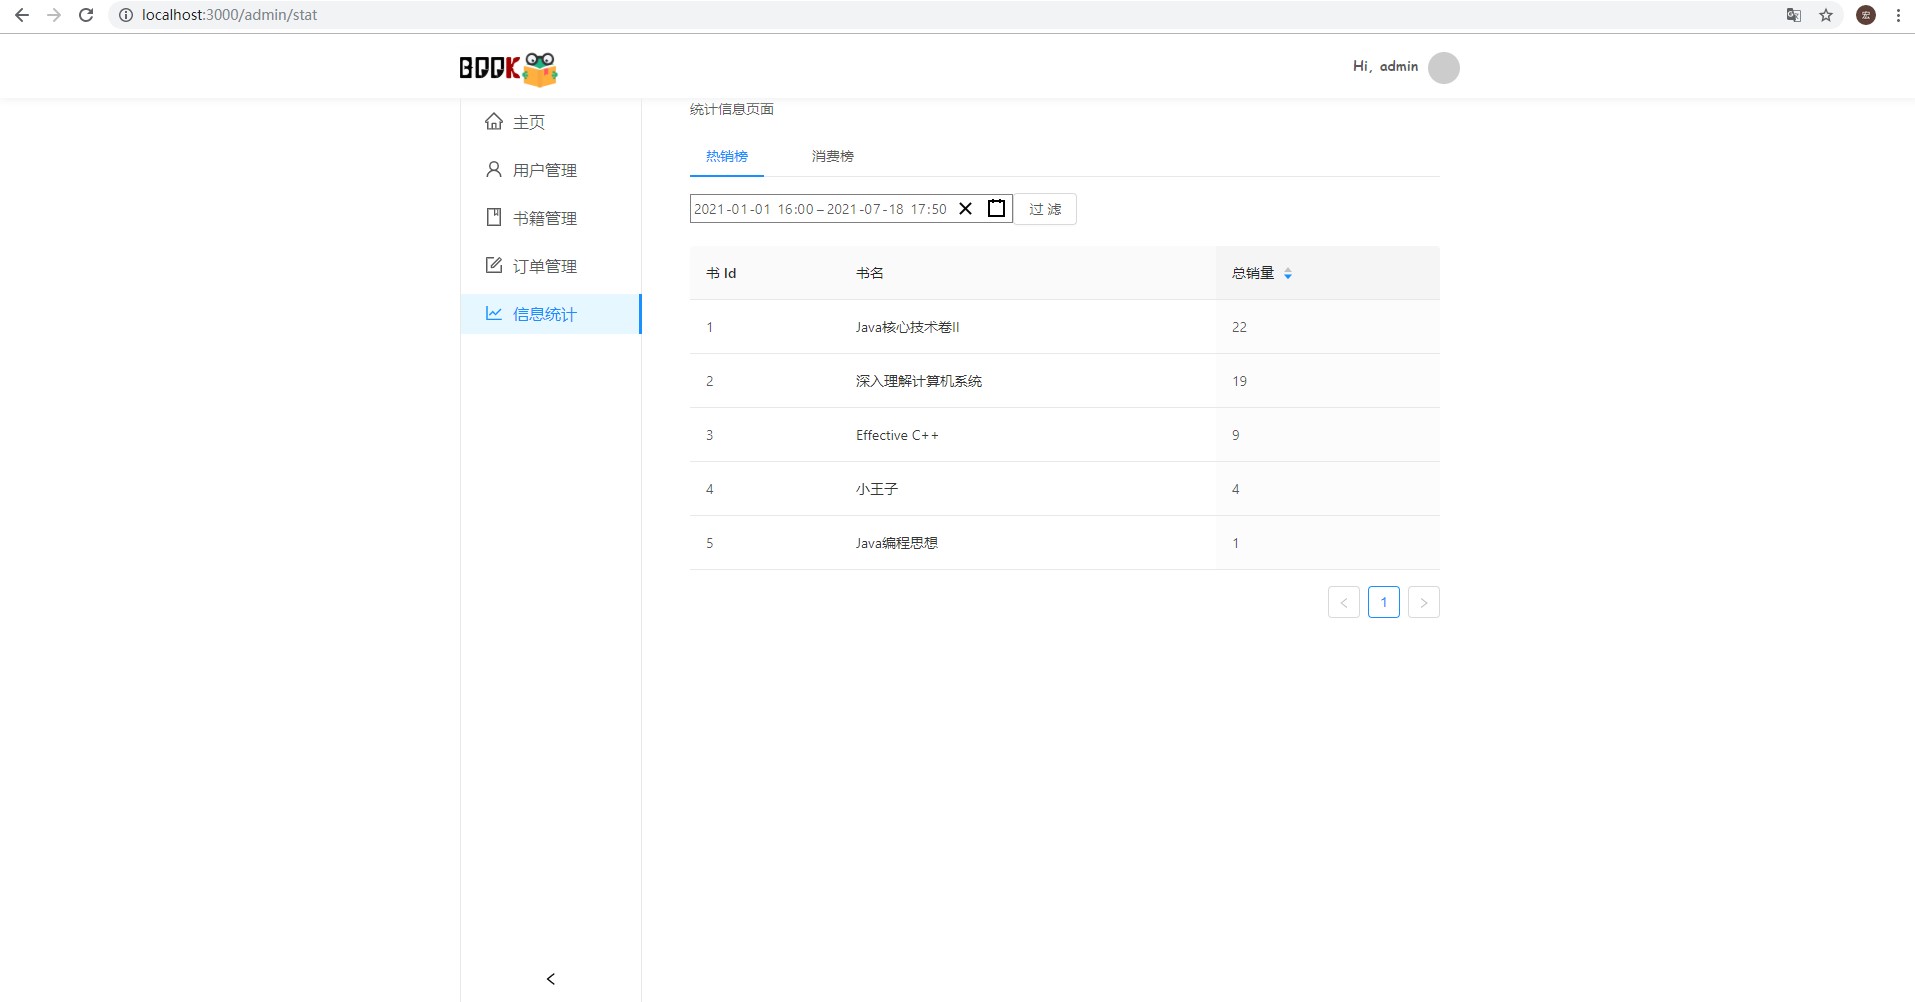 localhost:3000/admin/stat
BOOK
Hi, admin
主页
用户管理
书籍管理
订单管理
信息统计
统计信息页面
热销榜 消费榜
2021-01-01 16:00 – 2021-07-18 17:50 过 滤
书 Id 书名 总销量
1 Java核心技术卷II 22
2 深入理解计算机系统 19
3 Effective C++ 9
4 小王子 4
5 Java编程思想 1
< 1 >